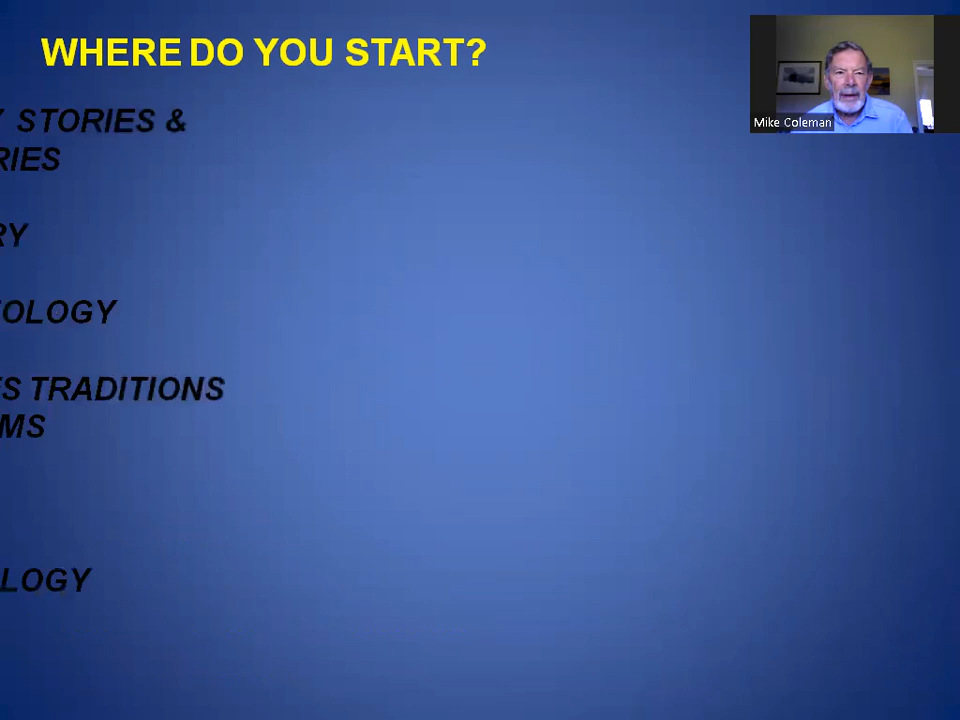 WHERE DO YOU START?
STORIES &
RIES
RY
OLOGY
S TRADITIONS
MS
LOGY
Mike Coleman